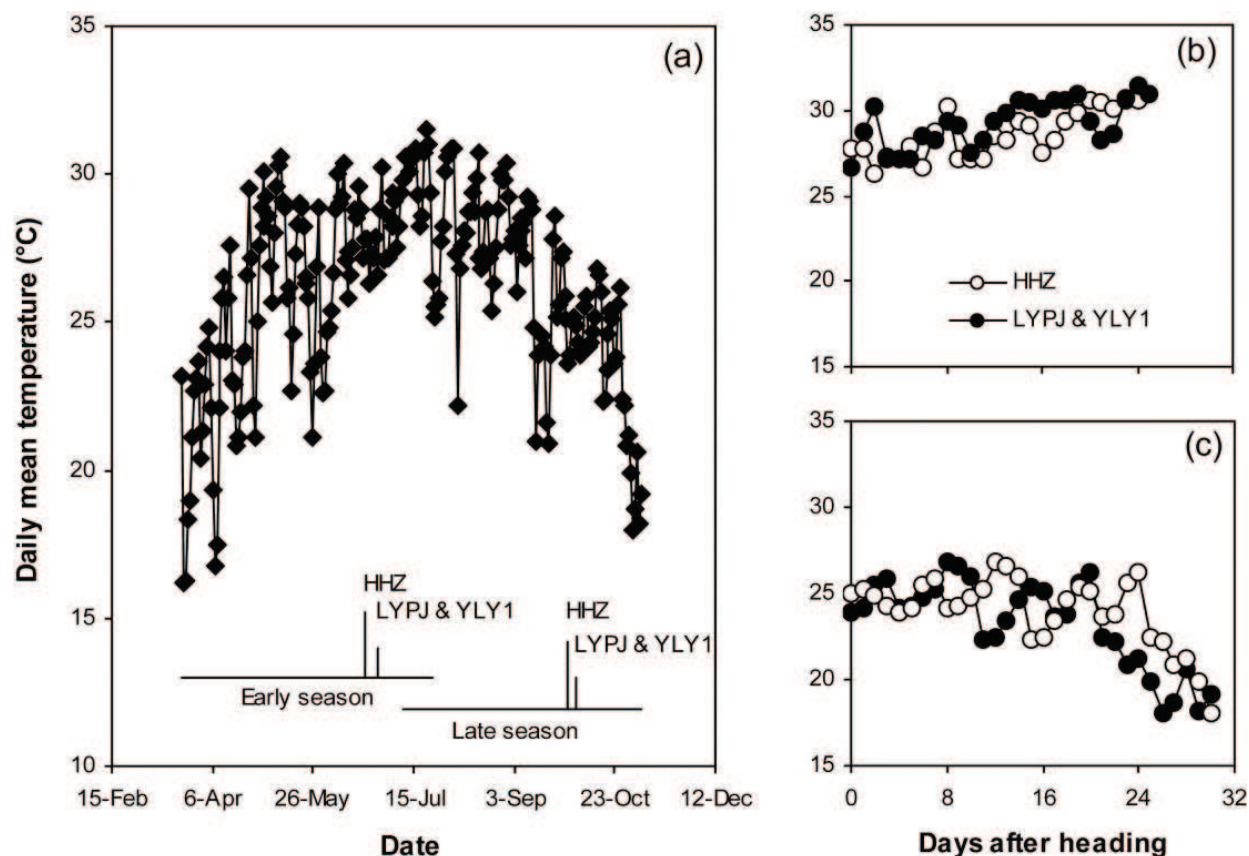 (a)
35
30
25
20
15
10
Daily mean temperature (°C)
HHZ
LYPJ & YLY1
Early season
HHZ
LYPJ & YLY1
Late season
15-Feb 6-Apr 26-May 15-Jul 3-Sep 23-Oct 12-Dec
Date
(b)
35
30
25
20
15
HHZ
LYPJ & YLY1
(c)
35
30
25
20
15
0 8 16 24 32
Days after heading